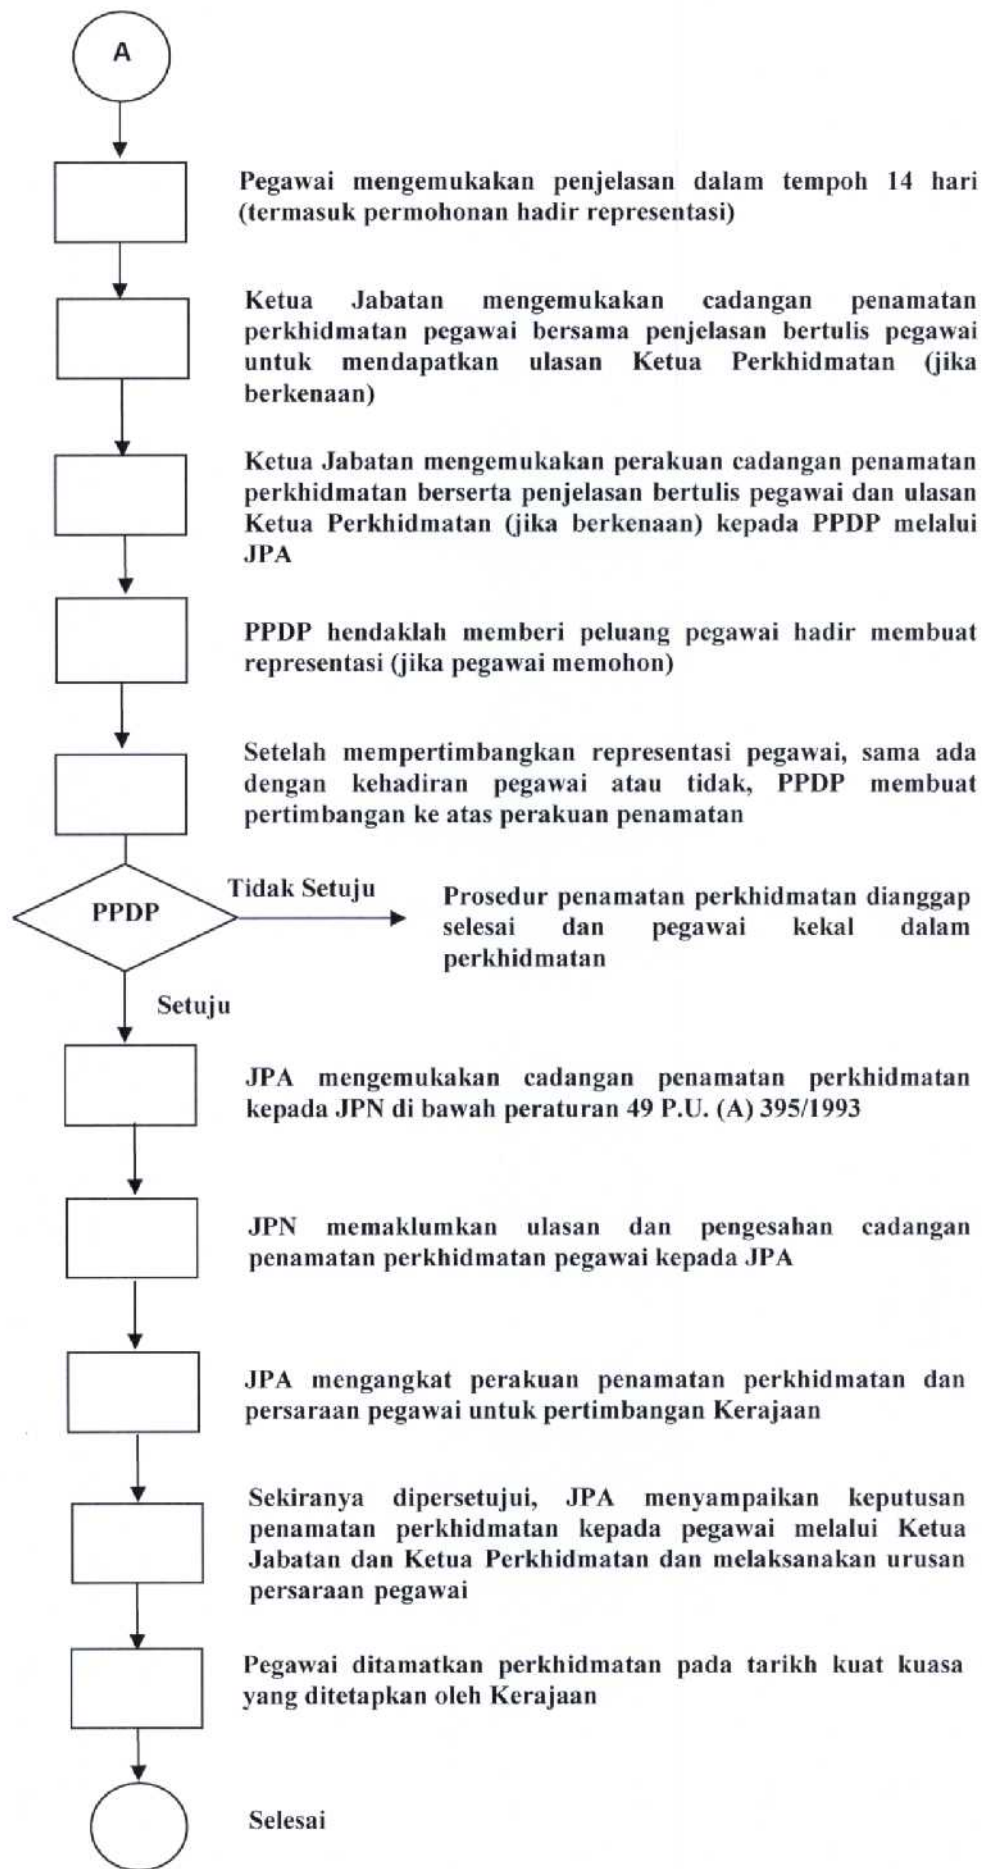 A
Pegawai mengemukakan penjelasan dalam tempoh 14 hari
(termasuk permohonan hadir representasi)
Ketua Jabatan mengemukakan cadangan penamatan
perkhidmatan pegawai bersama penjelasan bertulis pegawai
untuk mendapatkan ulasan Ketua Perkhidmatan (jika
berkenaan)
Ketua Jabatan mengemukakan perakuan cadangan penamatan
perkhidmatan berserta penjelasan bertulis pegawai dan ulasan
Ketua Perkhidmatan (jika berkenaan) kepada PPDP melalui
JPA
PPDP hendaklah memberi peluang pegawai hadir membuat
representasi (jika pegawai memohon)
Setelah mempertimbangkan representasi pegawai, sama ada
dengan kehadiran pegawai atau tidak, PPDP membuat
pertimbangan ke atas perakuan penamatan
PPDP
Tidak Setuju
Prosedur penamatan perkhidmatan dianggap
selesai dan pegawai kekal dalam
perkhidmatan
Setuju
JPA mengemukakan cadangan penamatan perkhidmatan
kepada JPN di bawah peraturan 49 P.U. (A) 395/1993
JPN memaklumkan ulasan dan pengesahan cadangan
penamatan perkhidmatan pegawai kepada JPA
JPA mengangkat perakuan penamatan perkhidmatan dan
persaraan pegawai untuk pertimbangan Kerajaan
Sekiranya dipersetujui, JPA menyampaikan keputusan
penamatan perkhidmatan kepada pegawai melalui Ketua
Jabatan dan Ketua Perkhidmatan dan melaksanakan urusan
persaraan pegawai
Pegawai ditamatkan perkhidmatan pada tarikh kuat kuasa
yang ditetapkan oleh Kerajaan
Selesai